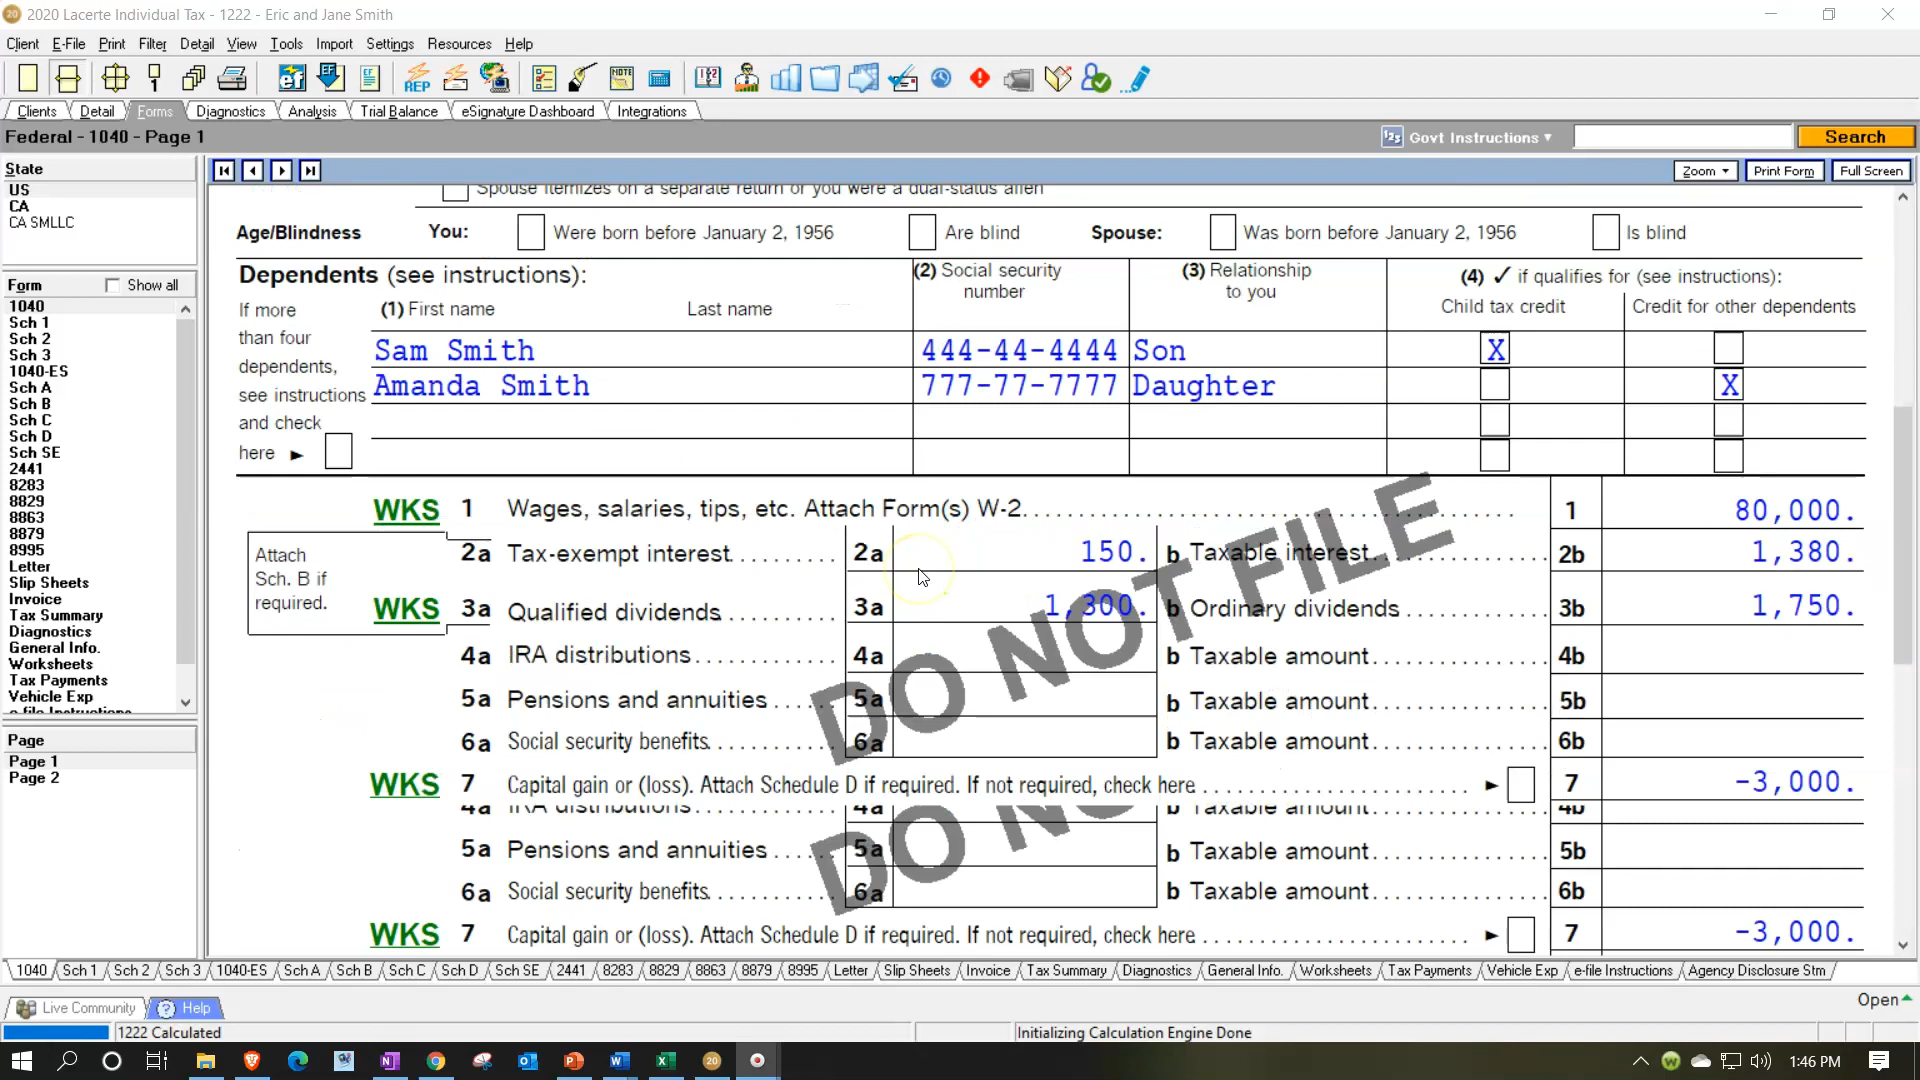 2020 Lacerte Individual Tax - 1222 - Eric and Jane Smith
Client E-File Print Filter Detail View Tools Import Settings Resources Help
Clients Detail Forms Diagnostics Analysis Trial Balance eSignature Dashboard Integrations
Federal - 1040 - Page 1
Govt Instructions
Search
State
US
CA
CA SMLLC
Form Show all
1040
Sch 1
Sch 2
Sch 3
1040-ES
Sch A
Sch B
Sch C
Sch D
Sch SE
2441
8283
8829
8863
8879
8995
Letter
Slip Sheets
Invoice
Tax Summary
Diagnostics
General Info.
Worksheets
Tax Payments
Vehicle Exp
e-file Instructions
Page
Page 1
Page 2
Zoom Print Form Full Screen
Spouse itemizes on a separate return or you were a dual-status alien
Age/Blindness You: Were born before January 2, 1956 Are blind Spouse: Was born before January 2, 1956 Is blind
Dependents (see instructions):
(2) Social security number
(3) Relationship to you
(4) ✓ if qualifies for (see instructions):
Child tax credit Credit for other dependents
If more than four dependents, see instructions and check here ►
(1) First name Last name
Sam Smith 444-44-4444 Son X
Amanda Smith 777-77-7777 Daughter X
WKS 1 Wages, salaries, tips, etc. Attach Form(s) W-2 1 80,000.
Attach Sch. B if required.
2a Tax-exempt interest 2a 150. b Taxable interest 2b 1,380.
WKS 3a Qualified dividends 3a 1,300. b Ordinary dividends 3b 1,750.
4a IRA distributions 4a b Taxable amount 4b
5a Pensions and annuities 5a b Taxable amount 5b
6a Social security benefits 6a b Taxable amount 6b
WKS 7 Capital gain or (loss). Attach Schedule D if required. If not required, check here ► 7 -3,000.
4a IRA distributions 4a b Taxable amount 4b
5a Pensions and annuities 5a b Taxable amount 5b
6a Social security benefits 6a b Taxable amount 6b
WKS 7 Capital gain or (loss). Attach Schedule D if required. If not required, check here ► 7 -3,000.
DO NOT FILE
DO NO
1040 Sch 1 Sch 2 Sch 3 1040-ES Sch A Sch B Sch C Sch D Sch SE 2441 8283 8829 8863 8879 8995 Letter Slip Sheets Invoice Tax Summary Diagnostics General Info. Worksheets Tax Payments Vehicle Exp e-file Instructions Agency Disclosure Stm
Live Community Help
Open
1222 Calculated
Initializing Calculation Engine Done
1:46 PM